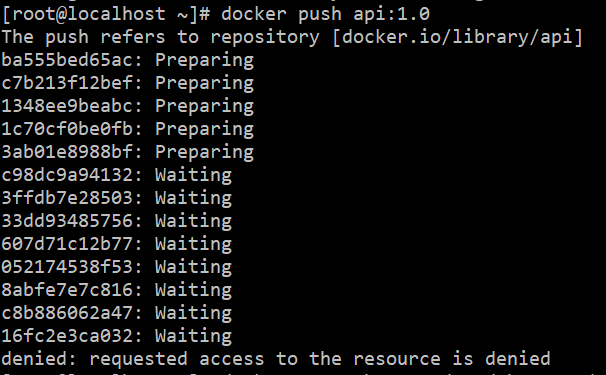 [root@localhost ~]# docker push api:1.0
The push refers to repository [docker.io/library/api]
ba555bed65ac: Preparing
c7b213f12bef: Preparing
1348ee9beabc: Preparing
1c70cf0be0fb: Preparing
3ab01e8988bf: Preparing
c98dc9a94132: Waiting
3ffdb7e28503: Waiting
33dd93485756: Waiting
607d71c12b77: Waiting
052174538f53: Waiting
8abfe7e7c816: Waiting
c8b886062a47: Waiting
16fc2e3ca032: Waiting
denied: requested access to the resource is denied